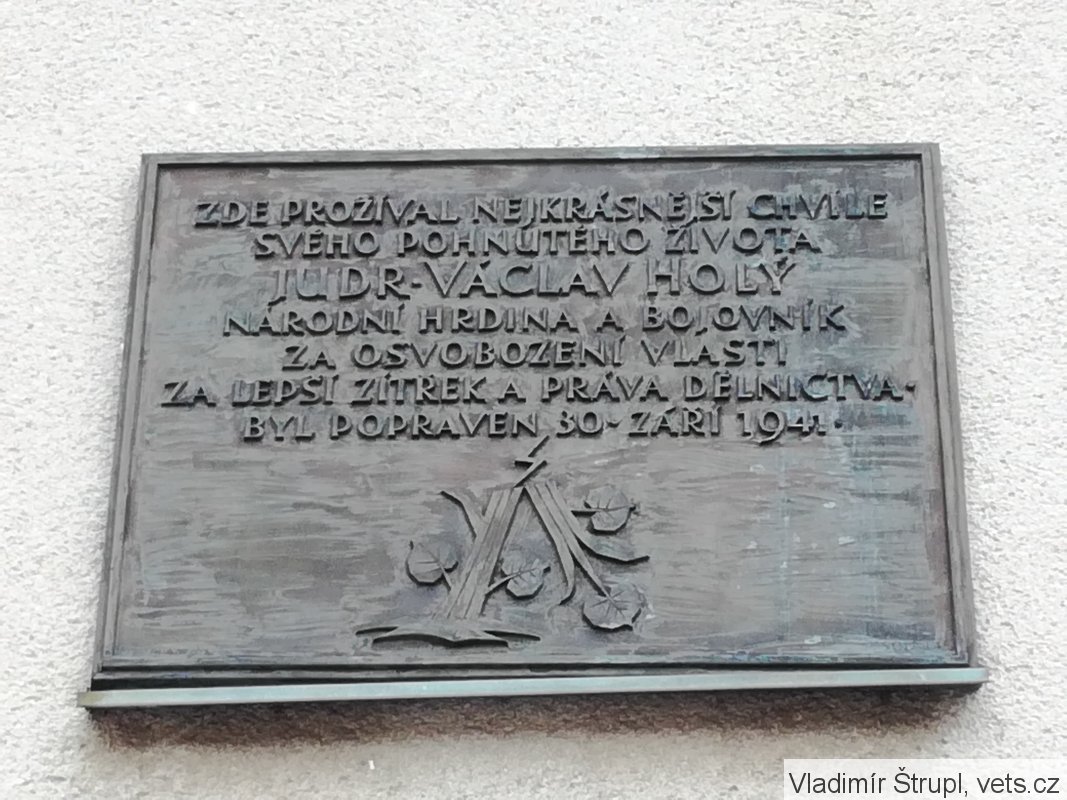 ZDE PROŽÍVAL NEJKRÁSNĚJŠÍ CHVÍLE
SVÉHO POHNUTÉHO ŽIVOTA
JUDR·VÁCLAV HOLÝ
NÁRODNÍ HRDINA A BOJOVNÍK
ZA OSVOBOZENÍ VLASTI
ZA LEPŠÍ ZÍTŘEK A PRÁVA DĚLNICTVA·
BYL POPRAVEN 30·ZÁŘÍ 1941·
Vladimír Štrupl, vets.cz